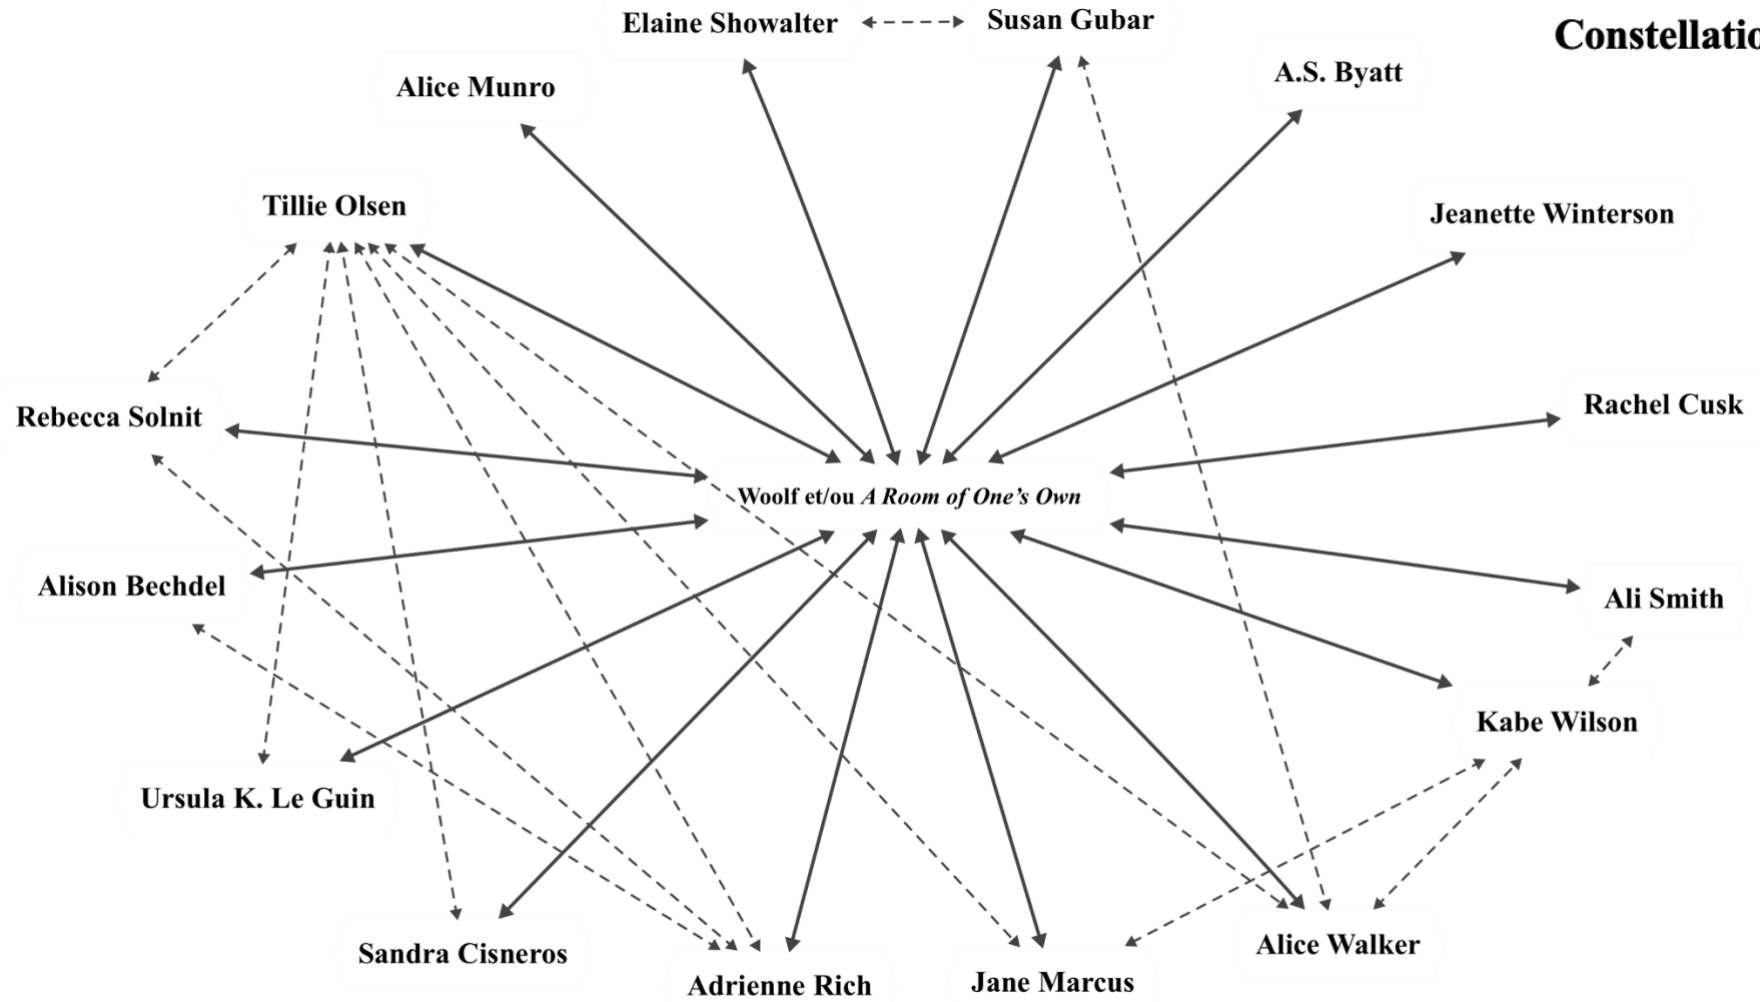 Elaine Showalter
Susan Gubar
Constellatio
Alice Munro
A.S. Byatt
Tillie Olsen
Jeanette Winterson
Rebecca Solnit
Rachel Cusk
Woolf et/ou A Room of One’s Own
Alison Bechdel
Ali Smith
Kabe Wilson
Ursula K. Le Guin
Sandra Cisneros
Adrienne Rich
Jane Marcus
Alice Walker